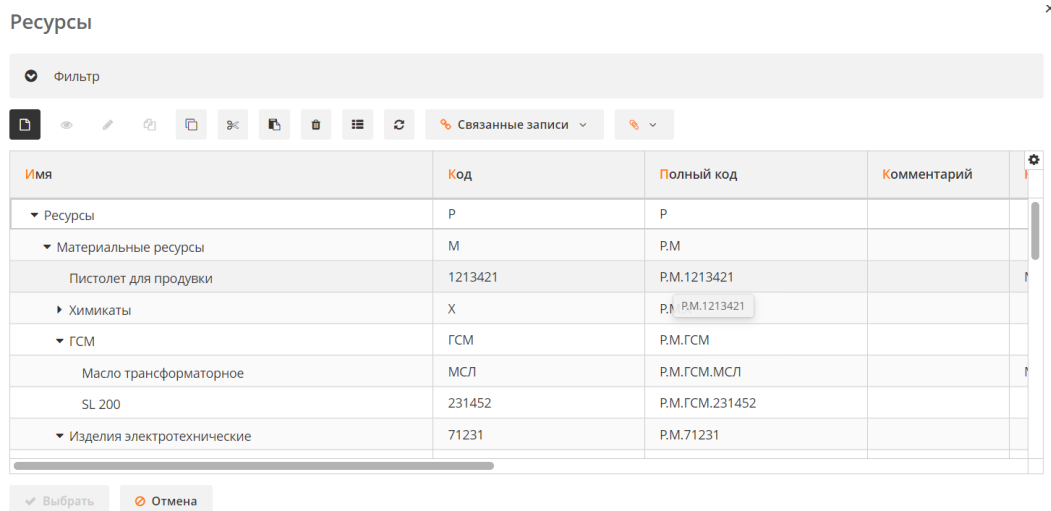 Ресурсы
Фильтр
Связанные записи
Имя Код Полный код Комментарий
Ресурсы Р Р
Материальные ресурсы М Р.М
Пистолет для продувки 1213421 Р.М.1213421
Химикаты Х Р.М
Р.М.1213421
ГСМ ГСМ Р.М.ГСМ
Масло трансформаторное МСЛ Р.М.ГСМ.МСЛ
SL 200 231452 Р.М.ГСМ.231452
Изделия электротехнические 71231 Р.М.71231
Выбрать Отмена